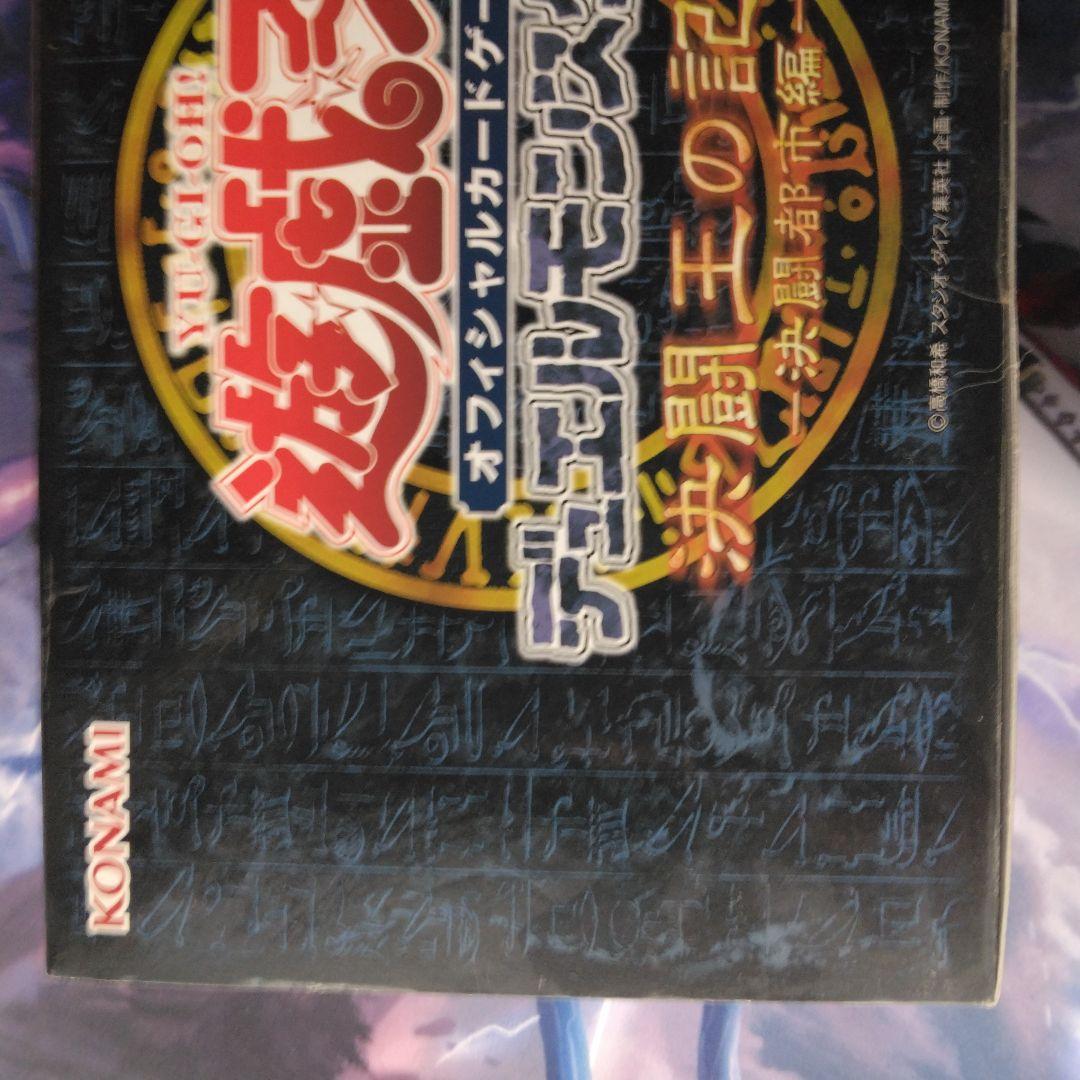 KONAMI
YU-GI-OH!
遊戯王
オフィシャルカードゲー
デュエルモンスターズ
決闘王の記
－決闘都市編－
©高橋和希 スタジオ・ダイス/集英社 企画・制作/KONAMI